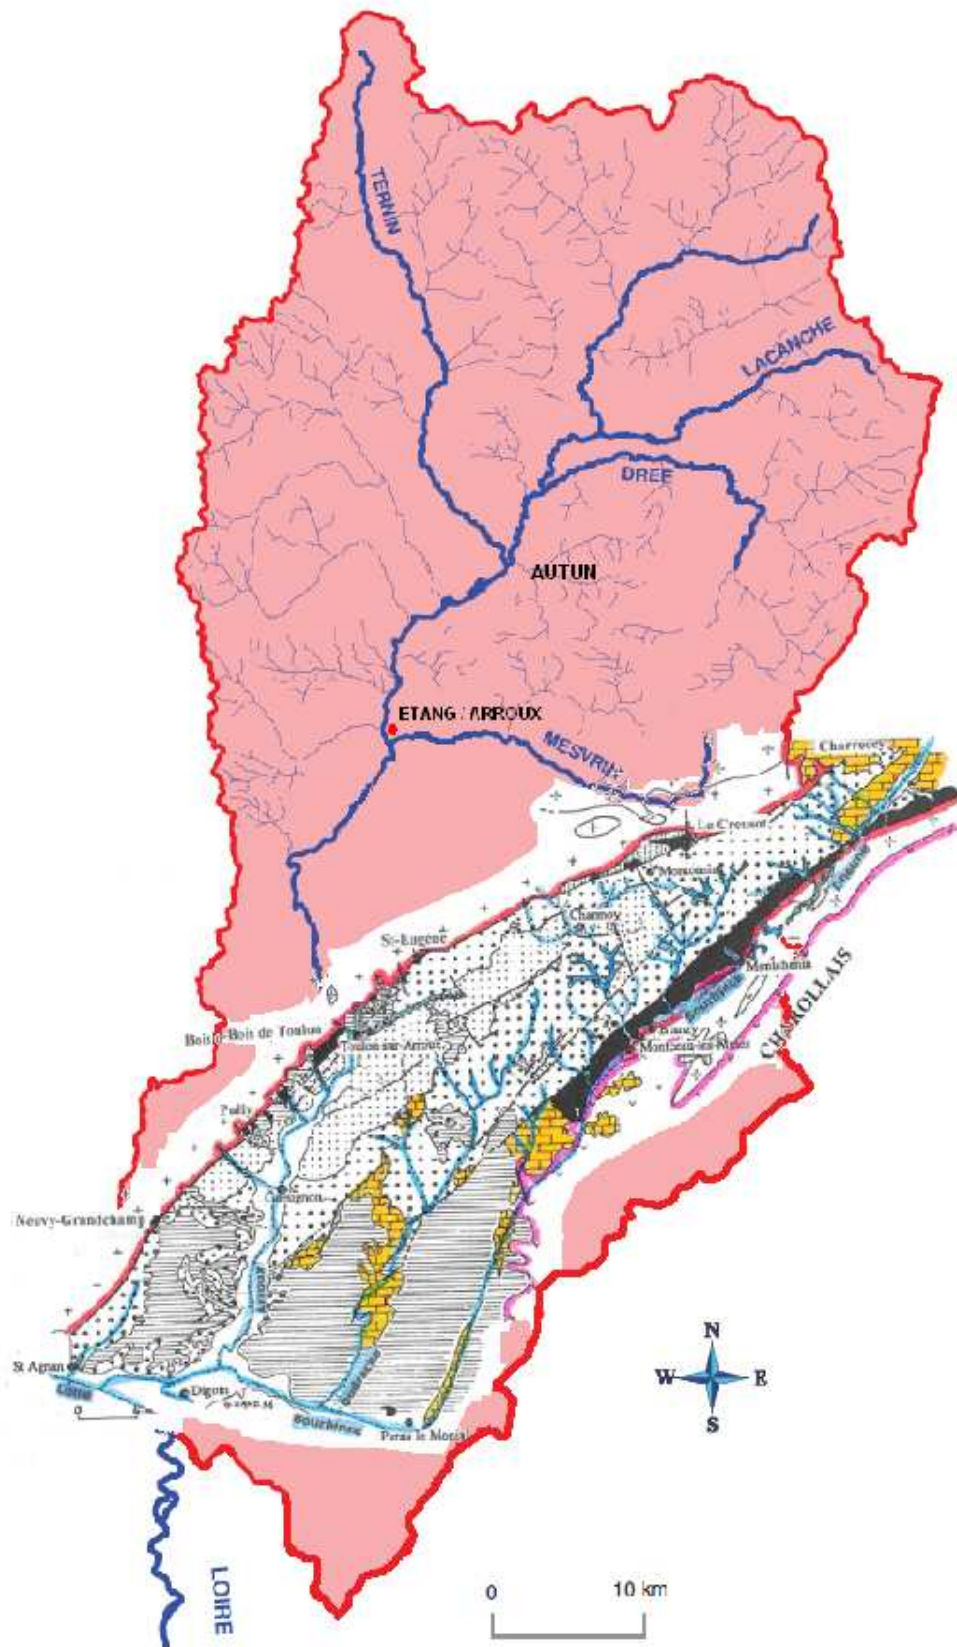 TERNIN
LACANCHE
DREE
AUTUN
ETANG / ARROUX
MESVRIN
Charrecey
Le Creusot
Montcenis
Charmoy
St-Eugène
CHAROLLAIS
Blanzy
Montceau-les-Mines
Toulon-sur-Arroux
Neuvy-Grandchamp
St Agnan
Loire
Digoin
Bourbince
Paray le Monial
N
W E
S
0 10 km
LOIRE